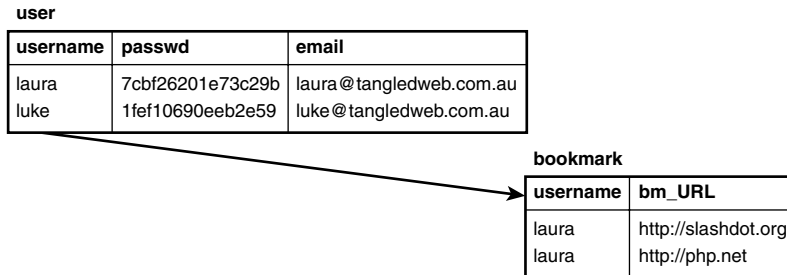 user
username passwd email
laura 7cbf26201e73c29b laura@tangledweb.com.au
luke 1fef10690eeb2e59 luke@tangledweb.com.au
bookmark
username bm_URL
laura http://slashdot.org
laura http://php.net